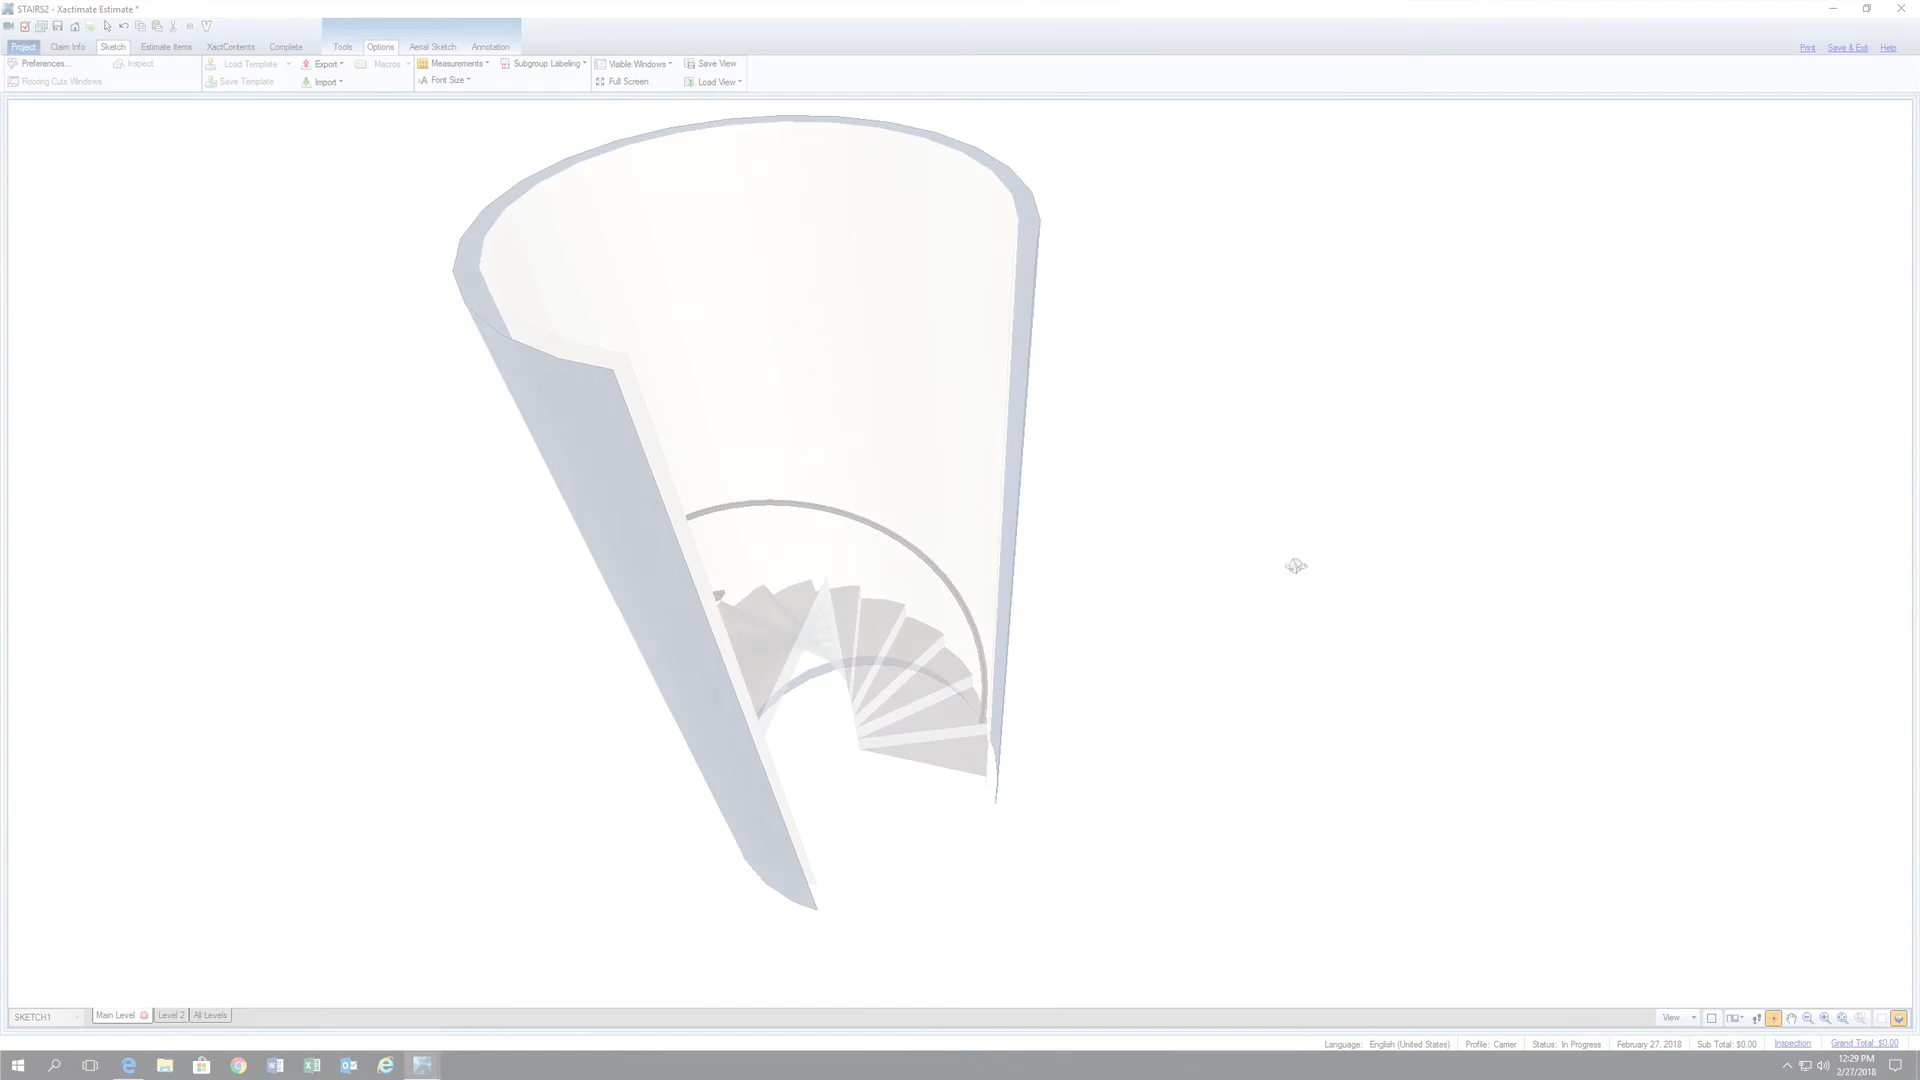 STAIRS2 - Xactimate Estimate *
Project Claim Info Sketch Estimate Items XactContents Complete Tools Options Aerial Sketch Annotation Print Save & Exit Help
Preferences... Inspect Load Template Export Macros Measurements Subgroup Labeling Visible Windows Save View
Flooring Cuts Windows Save Template Import A Font Size Full Screen Load View
SKETCH1 Main Level Level 2 All Levels View
Language: English (United States) Profile: Carrier Status: In Progress February 27, 2018 Sub Total: $0.00 Inspection Grand Total: $0.00
12:29 PM
2/27/2018